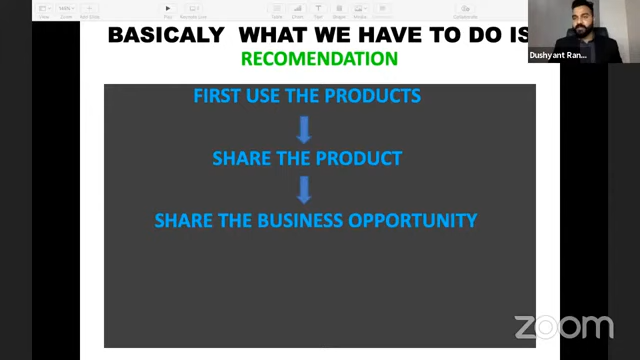 BASICALY WHAT WE HAVE TO DO IS
RECOMENDATION
Dushyant Ran...
FIRST USE THE PRODUCTS
SHARE THE PRODUCT
SHARE THE BUSINESS OPPORTUNITY
zoom